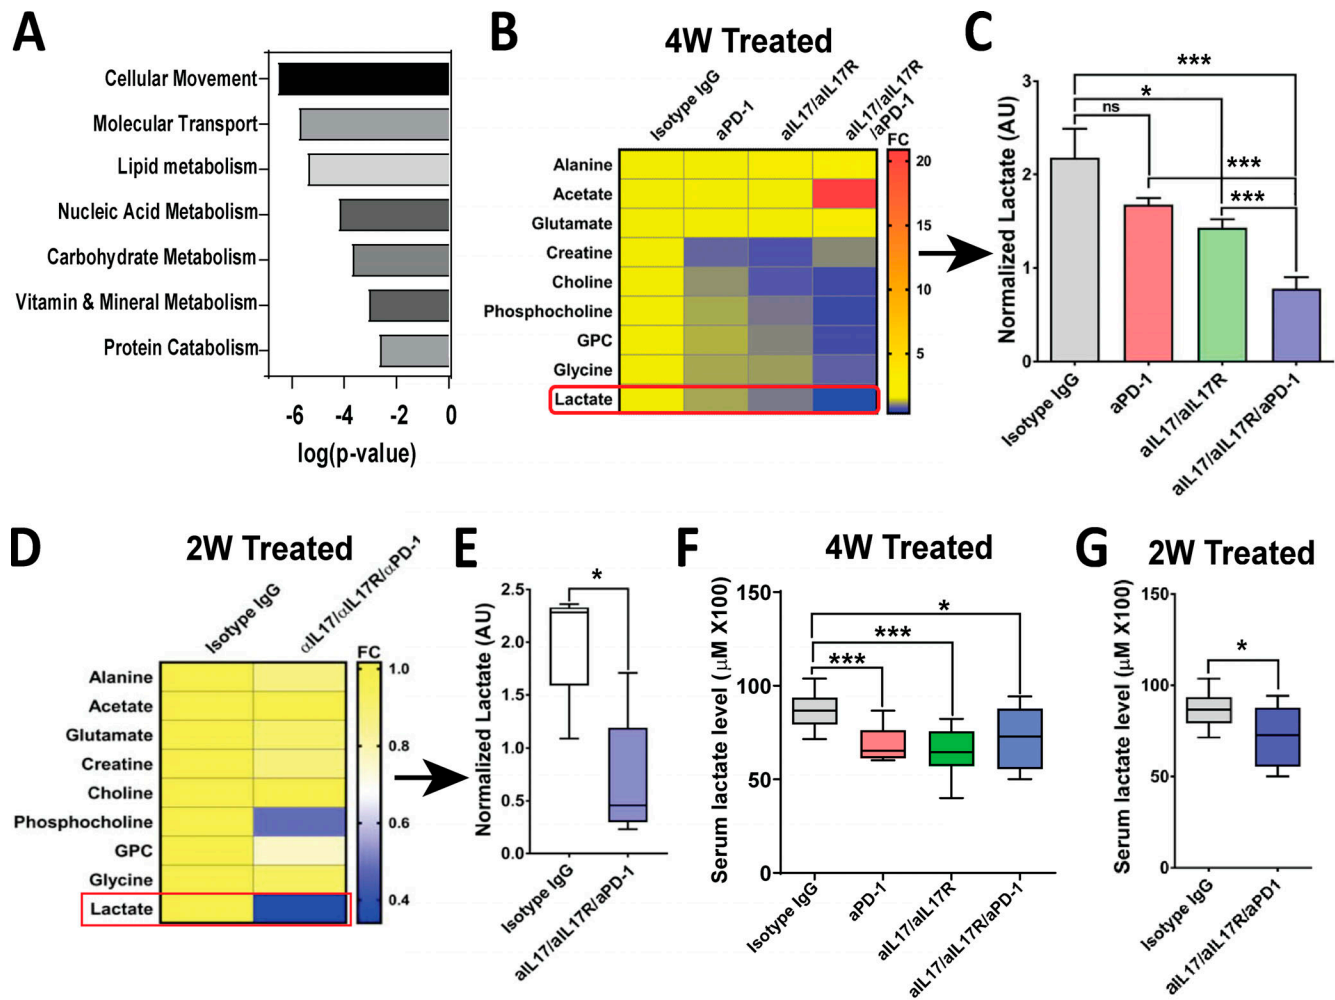 A
Cellular Movement
Molecular Transport
Lipid metabolism
Nucleic Acid Metabolism
Carbohydrate Metabolism
Vitamin & Mineral Metabolism
Protein Catabolism
-6 -4 -2 0
log(p-value)
B
4W Treated
Isotype IgG
aPD-1
aIL17/aIL17R
aIL17/aIL17R
/aPD-1
FC
Alanine
Acetate
Glutamate
Creatine
Choline
Phosphocholine
GPC
Glycine
Lactate
20
15
10
5
C
Normalized Lactate (AU)
3
2
1
0
***
*
ns
***
***
Isotype IgG
aPD-1
aIL17/aIL17R
aIL17/aIL17R/aPD-1
D
2W Treated
Isotype IgG
αIL17/αIL17R/αPD-1
FC
Alanine
Acetate
Glutamate
Creatine
Choline
Phosphocholine
GPC
Glycine
Lactate
1.0
0.8
0.6
0.4
E
Normalized Lactate (AU)
2.5
2.0
1.5
1.0
0.5
0.0
*
Isotype IgG
aIL17/aIL17R/aPD-1
F
4W Treated
Serum lactate level (μM X100)
150
100
50
0
*
***
***
Isotype IgG
aPD-1
aIL17/aIL17R
aIL17/aIL17R/aPD-1
G
2W Treated
Serum lactate level (μM X100)
150
100
50
0
*
Isotype IgG
aIL17/aIL17R/aPD1